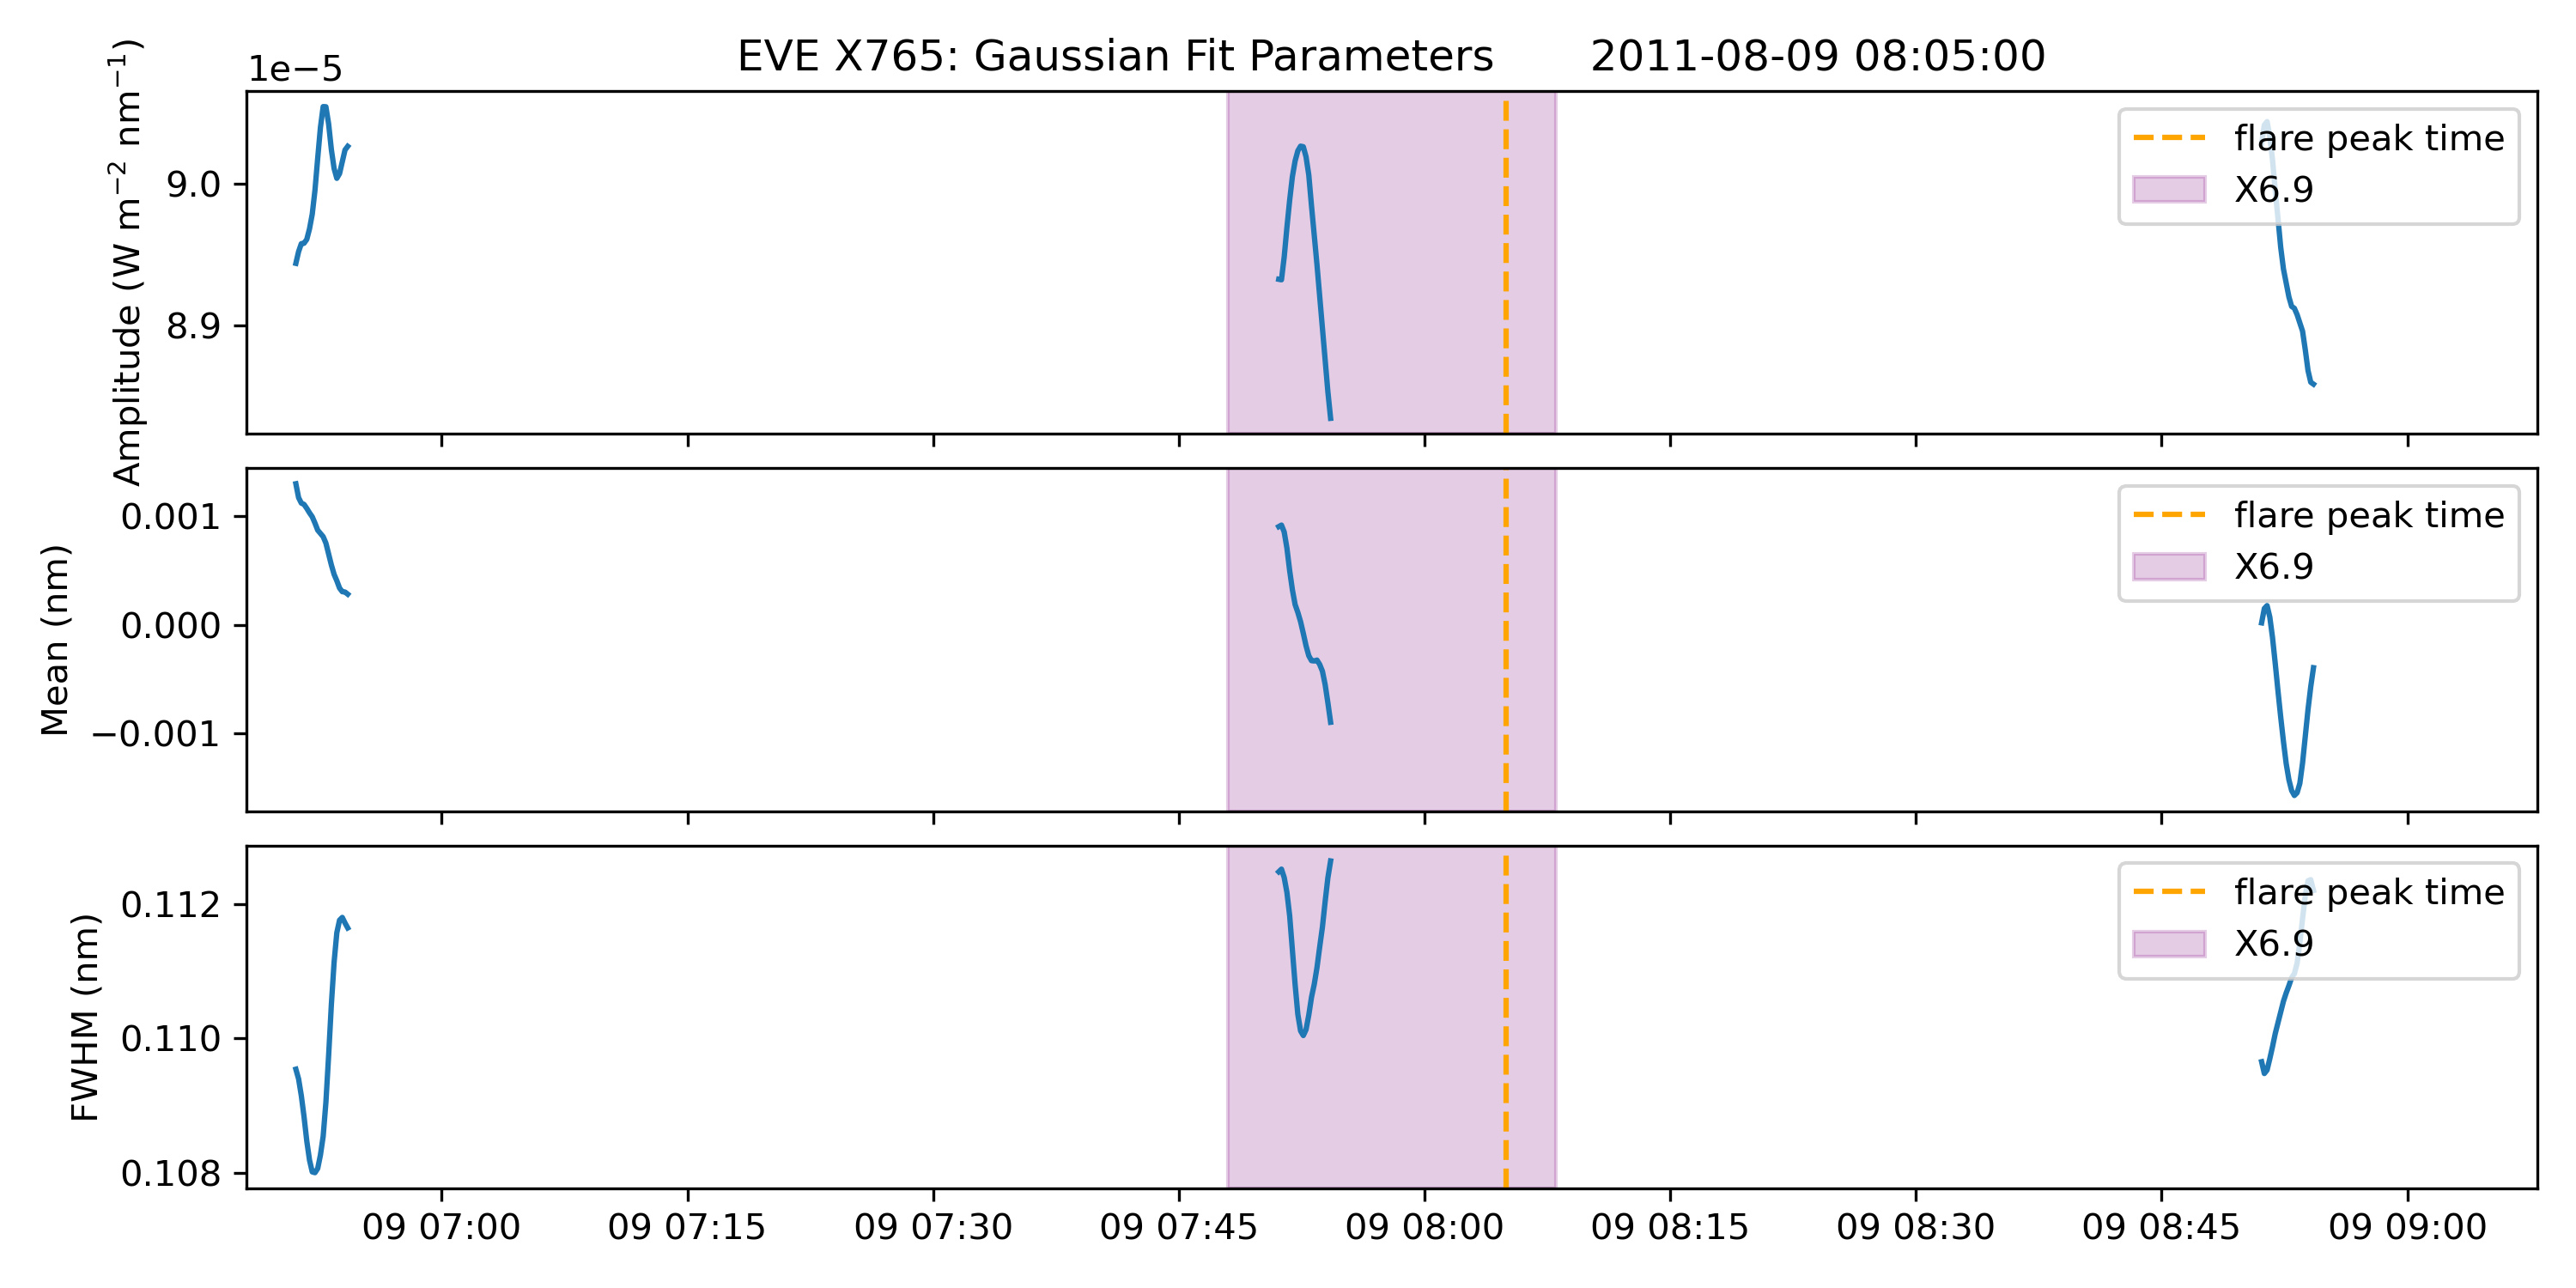 EVE X765: Gaussian Fit Parameters 2011-08-09 08:05:00
1e−5
Amplitude (W m⁻² nm⁻¹)
9.0
8.9
flare peak time
X6.9
Mean (nm)
0.001
0.000
−0.001
flare peak time
X6.9
FWHM (nm)
0.112
0.110
0.108
flare peak time
X6.9
09 07:00 09 07:15 09 07:30 09 07:45 09 08:00 09 08:15 09 08:30 09 08:45 09 09:00